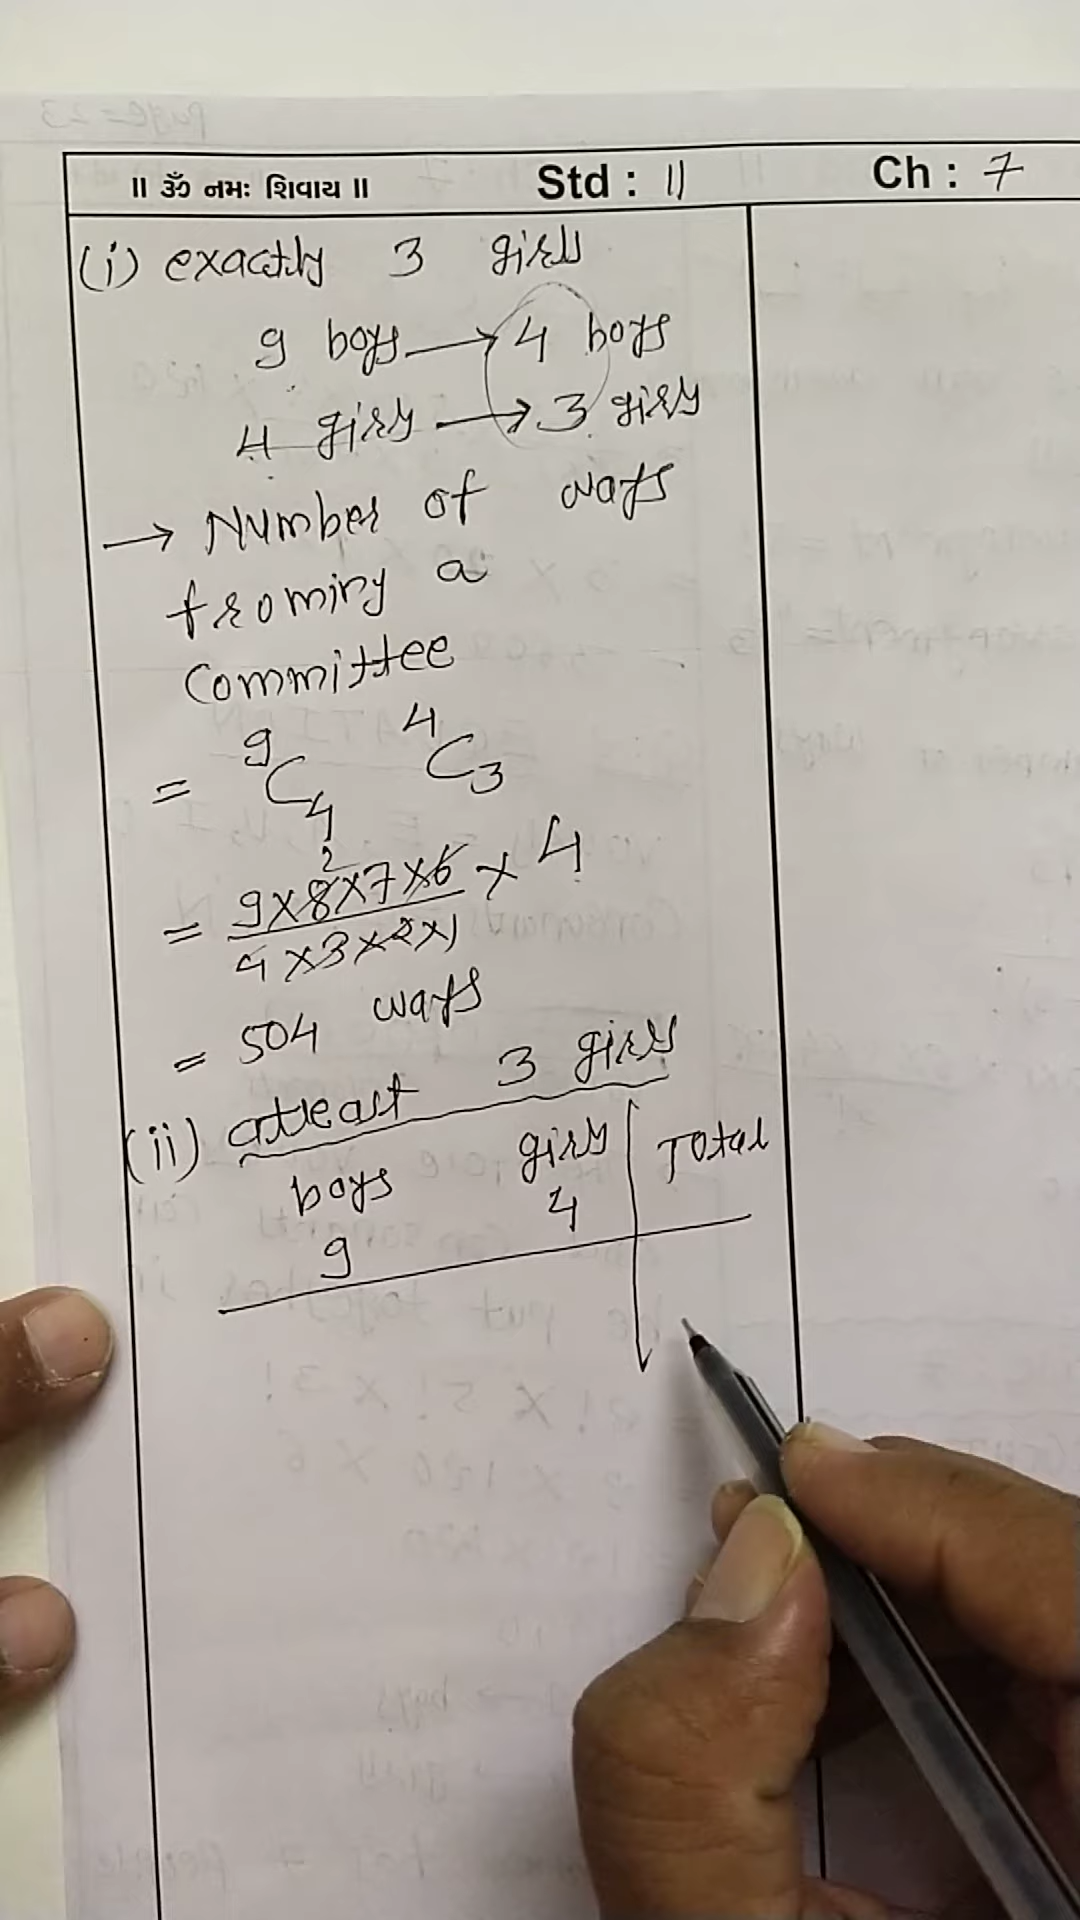 ॥ ૐ નમઃ શિવાય ॥ Std : 11 Ch : 7
(i) exactly 3 girls
9 boys → 4 boys
4 girls → 3 girls
→ Number of ways
froming a
Committee
= ⁹C₄ ⁴C₃
= 9×8×7×6 / 4×3×2×1 × 4
2
= 504 ways
(ii) atleast 3 girls
boys girls Total
9 4